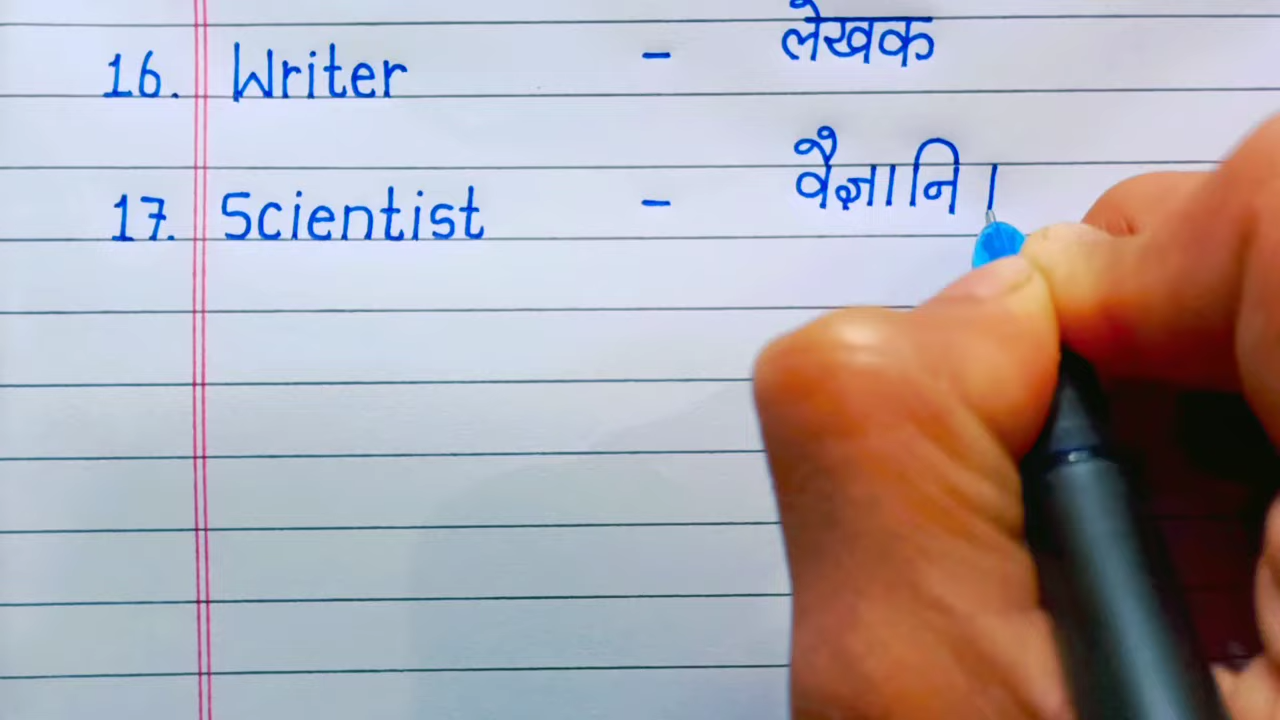 16. Writer - लेखक
17. Scientist - वैज्ञानि